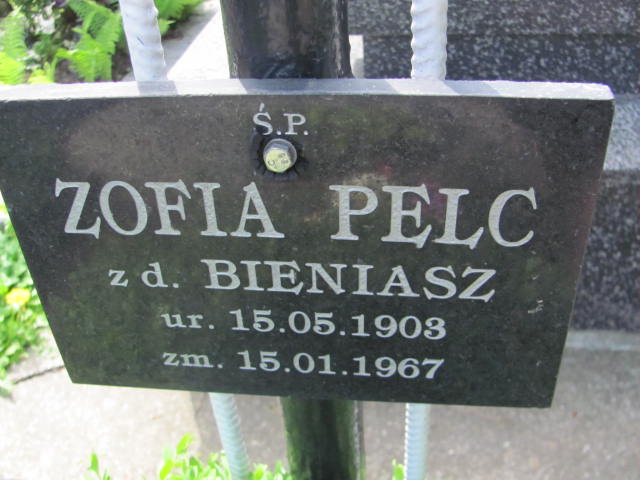 Ś.P.
ZOFIA PELC
z d. BIENIASZ
ur. 15.05.1903
zm. 15.01.1967